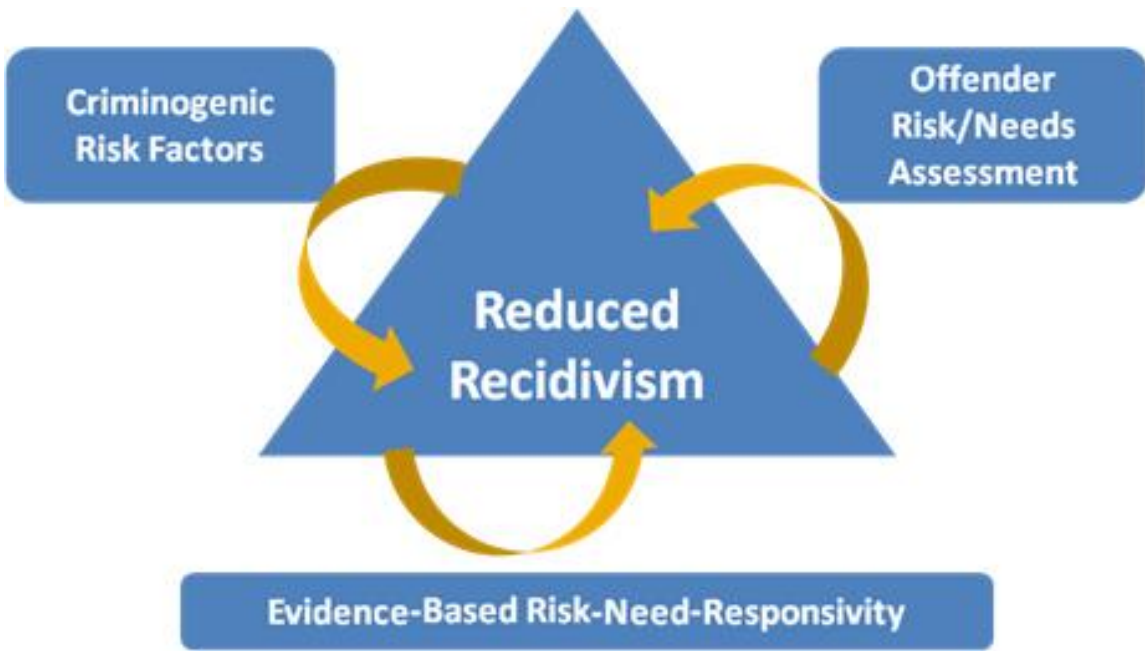 Criminogenic
Risk Factors
Offender
Risk/Needs
Assessment
Reduced
Recidivism
Evidence-Based Risk-Need-Responsivity